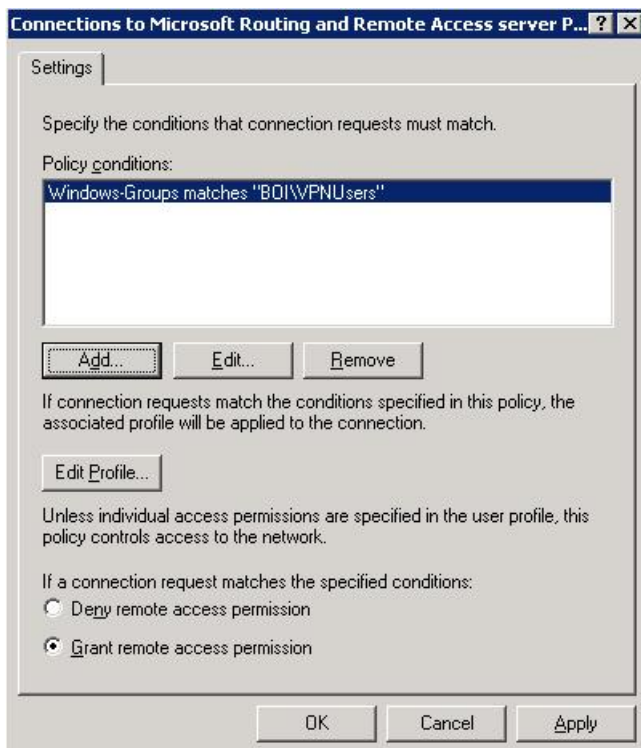 Connections to Microsoft Routing and Remote Access server P... ? X
Settings
Specify the conditions that connection requests must match.
Policy conditions:
Windows-Groups matches "BOI\VPNUsers"
Add... Edit... Remove
If connection requests match the conditions specified in this policy, the
associated profile will be applied to the connection.
Edit Profile...
Unless individual access permissions are specified in the user profile, this
policy controls access to the network.
If a connection request matches the specified conditions:
Deny remote access permission
Grant remote access permission
OK Cancel Apply